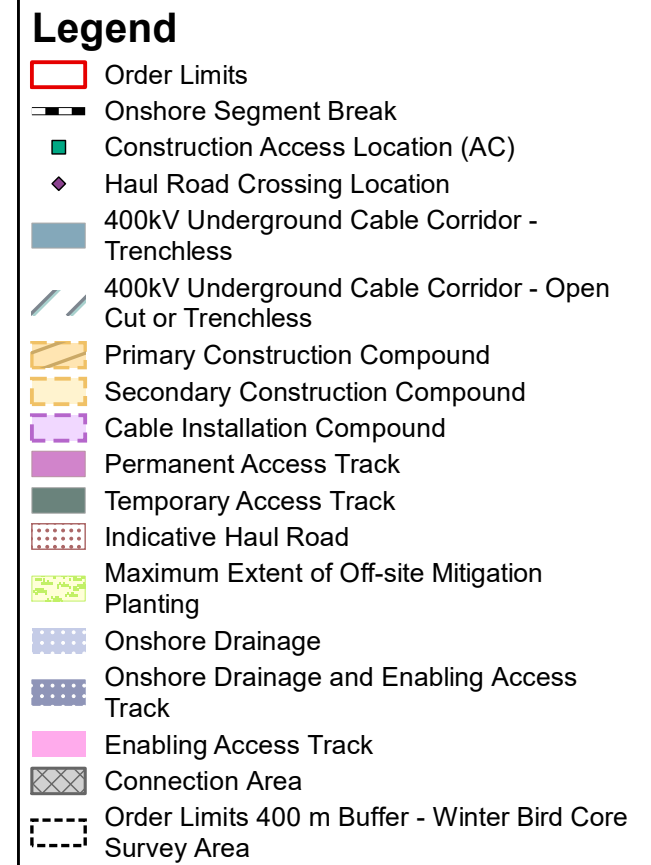 Legend
Order Limits
Onshore Segment Break
Construction Access Location (AC)
Haul Road Crossing Location
400kV Underground Cable Corridor -
Trenchless
400kV Underground Cable Corridor - Open
Cut or Trenchless
Primary Construction Compound
Secondary Construction Compound
Cable Installation Compound
Permanent Access Track
Temporary Access Track
Indicative Haul Road
Maximum Extent of Off-site Mitigation
Planting
Onshore Drainage
Onshore Drainage and Enabling Access
Track
Enabling Access Track
Connection Area
Order Limits 400 m Buffer - Winter Bird Core
Survey Area